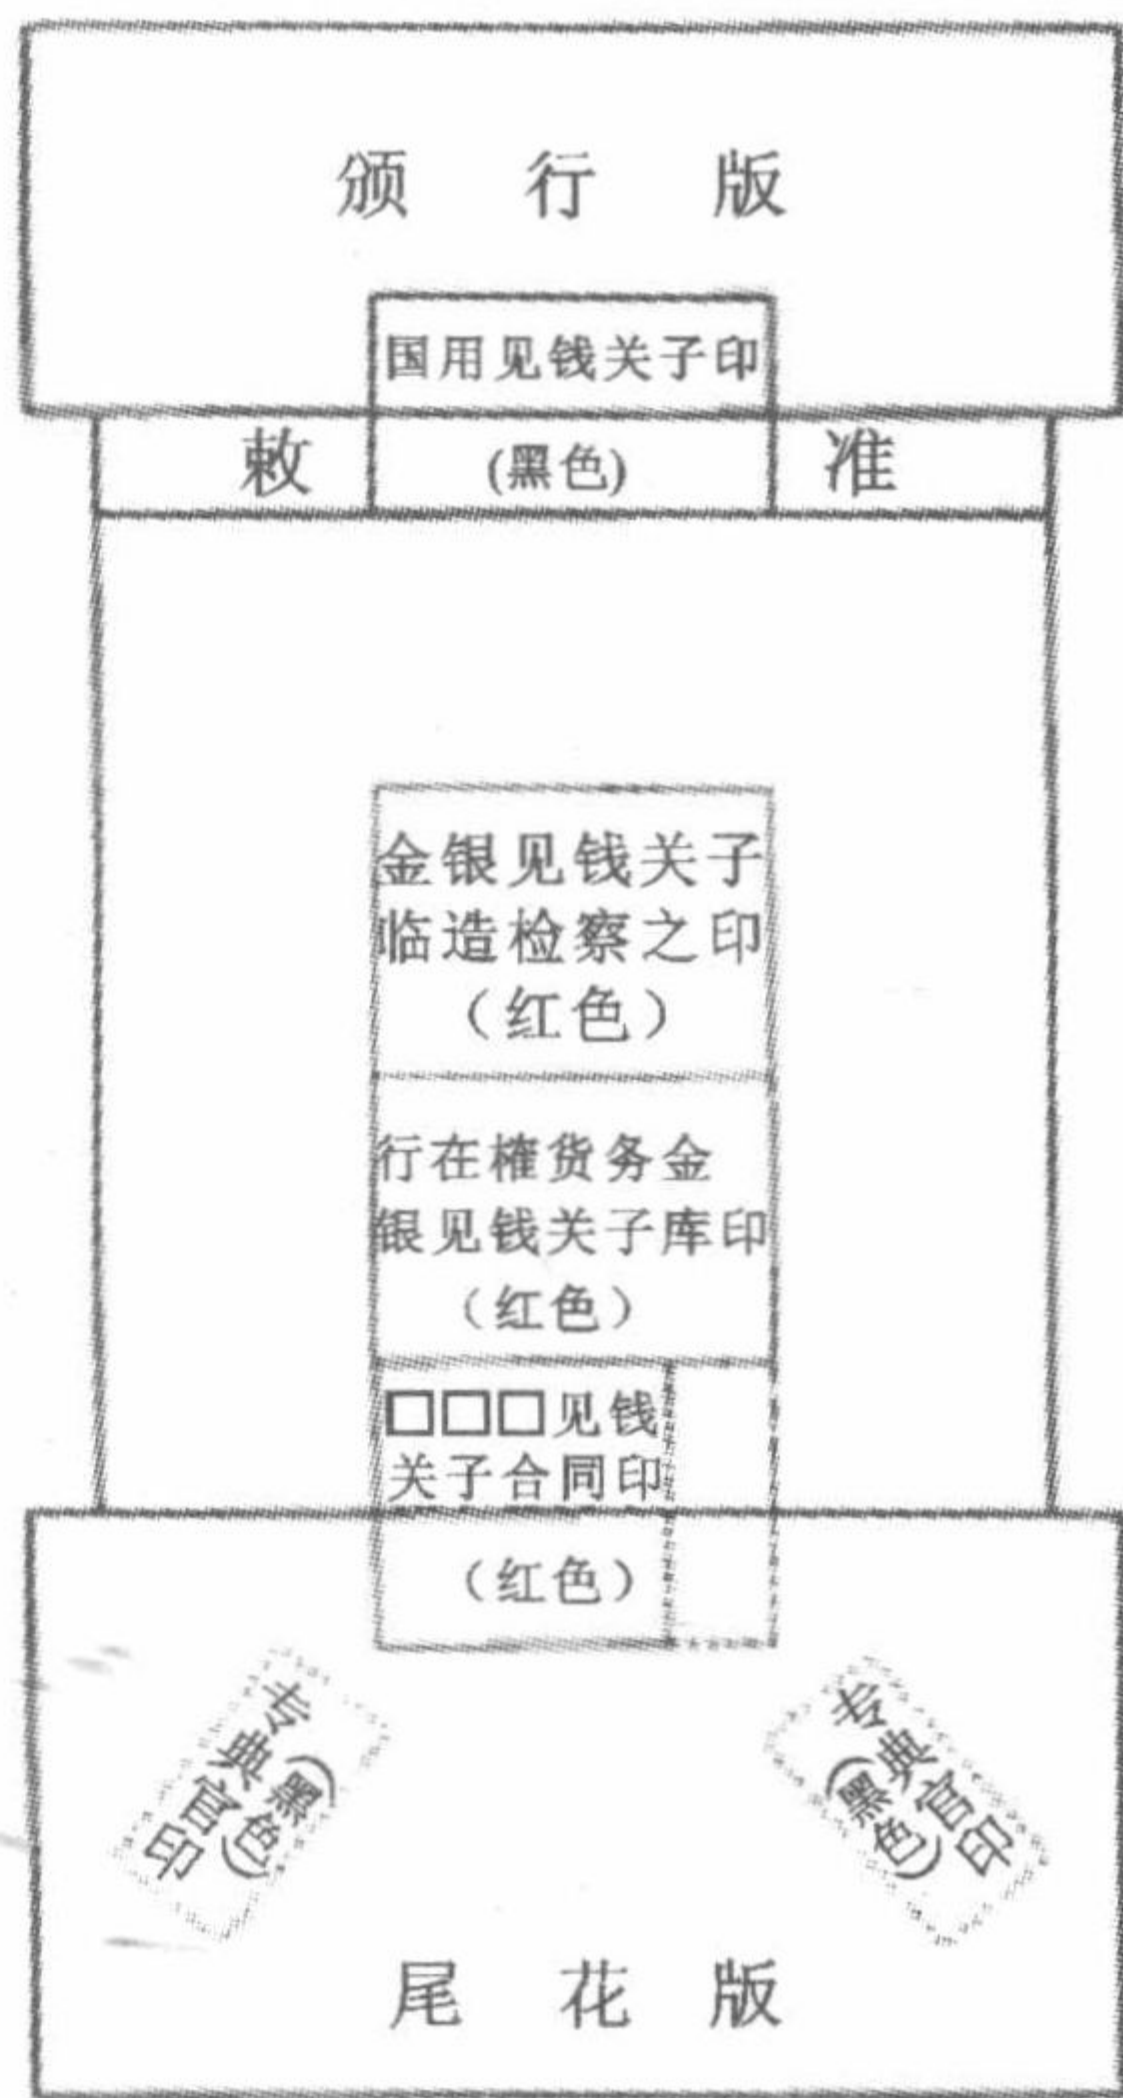 颁行版
国用见钱关子印
敕 (黑色) 准
金银见钱关子
临造检察之印
（红色）
行在榷货务金
银见钱关子库印
（红色）
□□□见钱
关子合同印
（红色）
专典官印
(黑色)
专典官印
(黑色)
尾花版